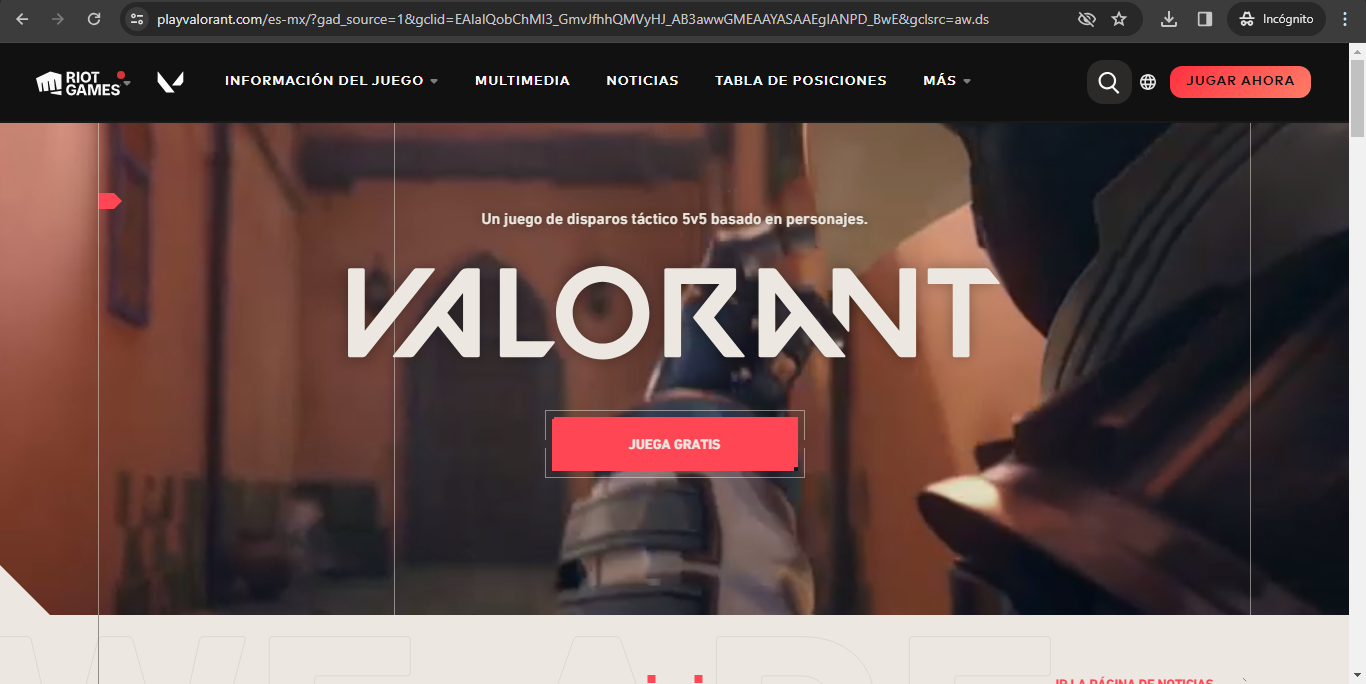 playvalorant.com/es-mx/?gad_source=1&gclid=EAIaIQobChMI3_GmvJfhhQMVyHJ_AB3awwGMEAAYASAAEgIANPD_BwE&gclsrc=aw.ds
Incógnito
RIOT GAMES
INFORMACIÓN DEL JUEGO
MULTIMEDIA
NOTICIAS
TABLA DE POSICIONES
MÁS
JUGAR AHORA
Un juego de disparos táctico 5v5 basado en personajes.
VALORANT
JUEGA GRATIS
WE ARE
IR LA PÁGINA DE NOTICIAS